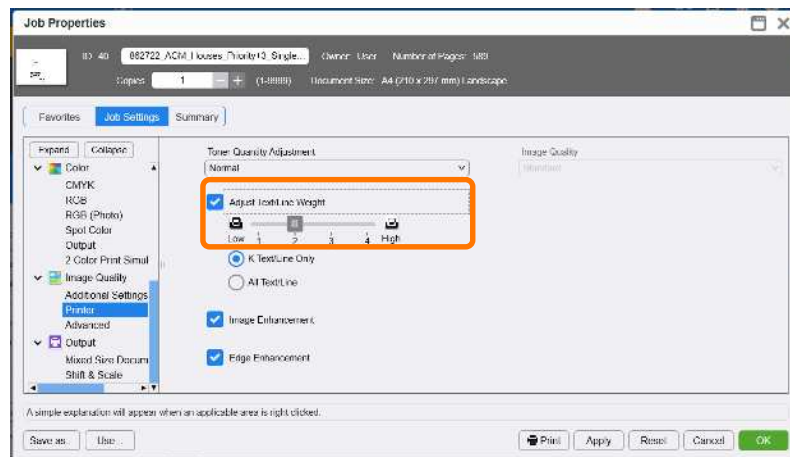 Job Properties
ID 40 862722_ACM_Houses_Priority+3_Single... Owner: User Number of Pages: 589
Copies 1 - + (1-9999) Document Size: A4 (210 x 297 mm) Landscape
Favorites Job Settings Summary
Expand Collapse
Color
CMYK
RGB
RGB (Photo)
Spot Color
Output
2 Color Print Simul
Image Quality
Additional Settings
Printer
Advanced
Output
Mixed Size Docum
Shift & Scale
Toner Quantity Adjustment
Normal
Image Quality
Standard
Adjust Text/Line Weight
Low 1 2 3 4 High
K Text/Line Only
All Text/Line
Image Enhancement
Edge Enhancement
A simple explanation will appear when an applicable area is right clicked.
Save as... Use... Print Apply Reset Cancel OK